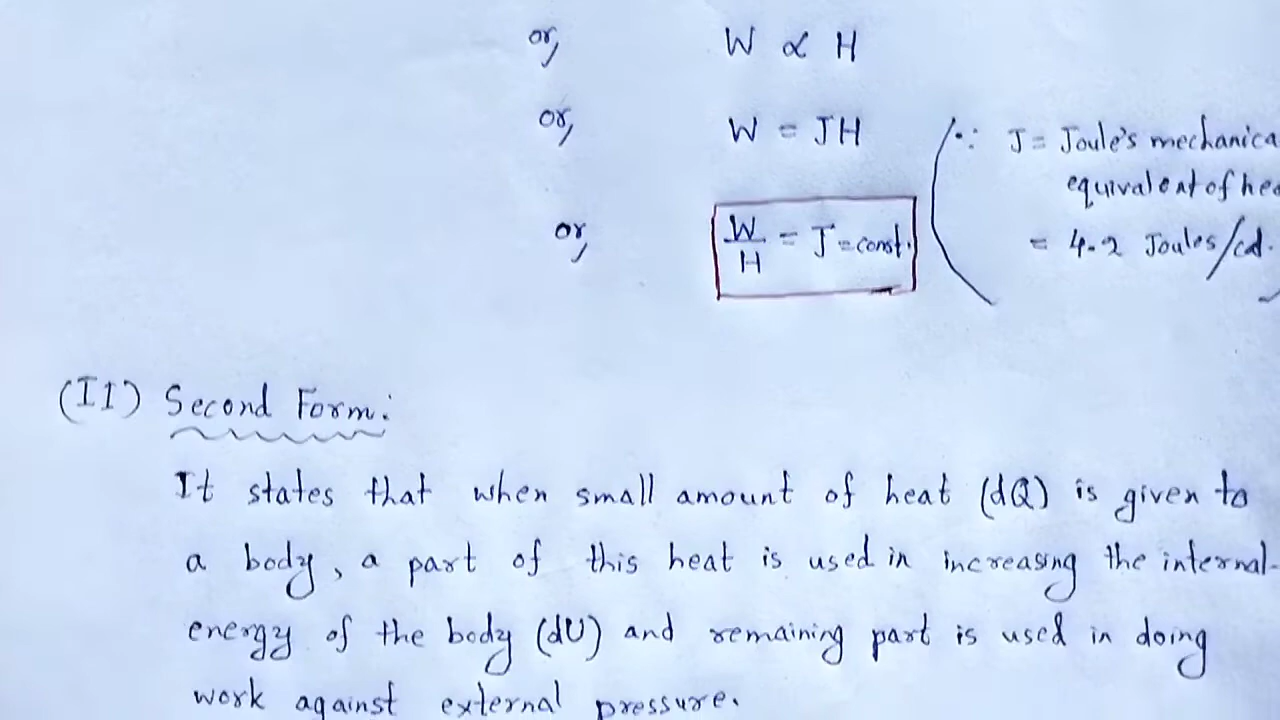 or, W ∝ H
or, W = JH (∵ J = Joule's mechanica
equivalent of hea
or, W/H = J = const. = 4.2 Joules/cal.
(II) Second Form:
It states that when small amount of heat (dQ) is given to
a body, a part of this heat is used in increasing the internal-
energy of the body (dU) and remaining part is used in doing
work against external pressure.